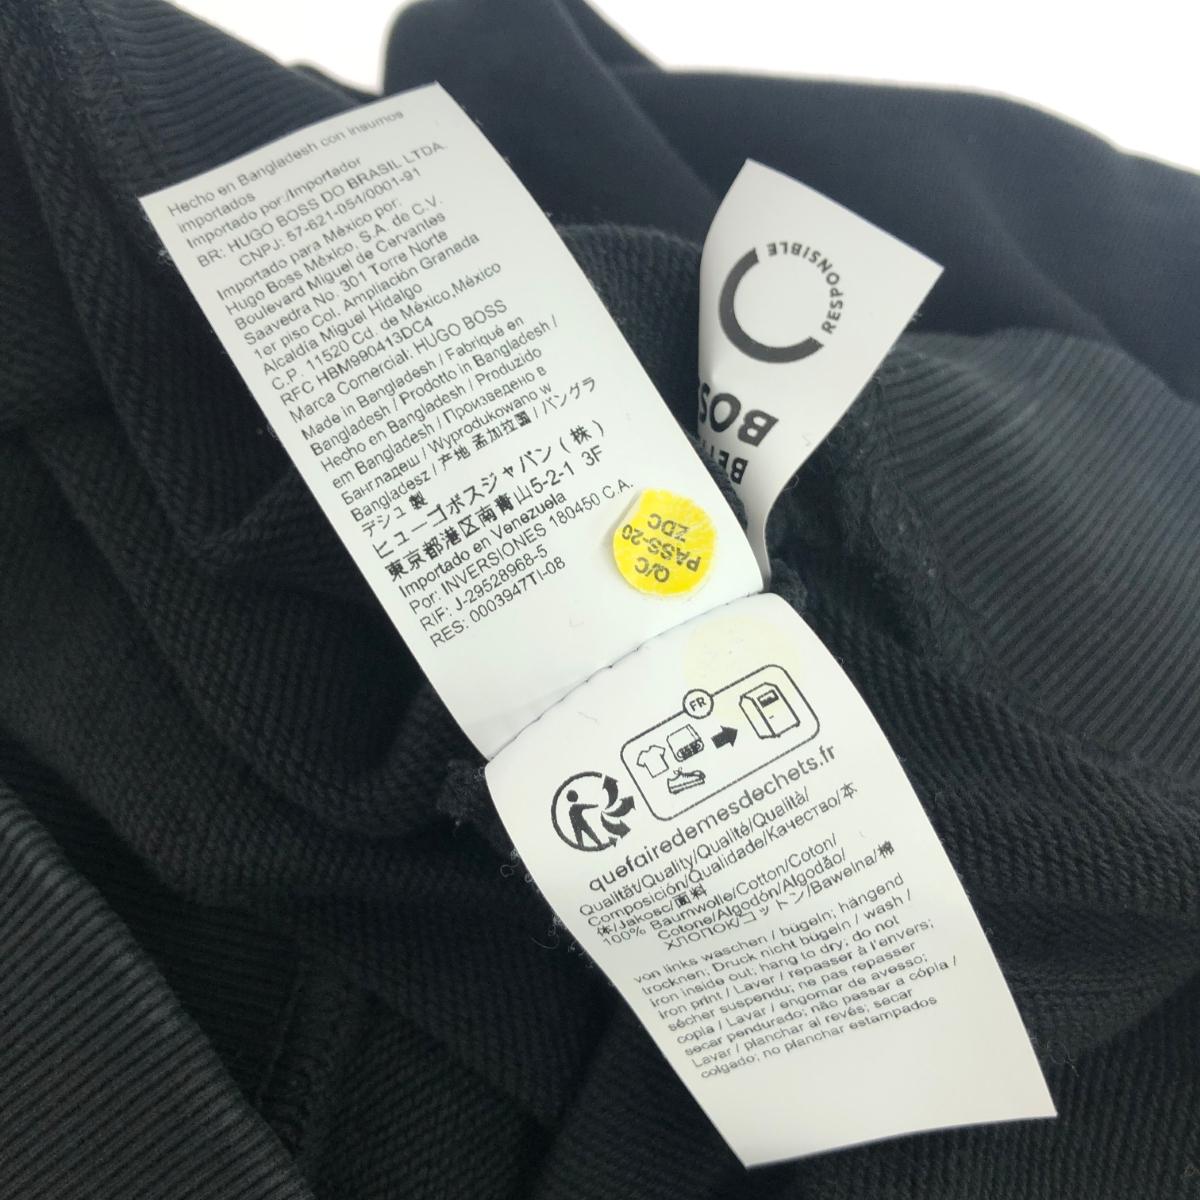 Hecho en Bangladesh con insumos
importados
Importado por:/Importador
BR: HUGO BOSS DO BRASIL LTDA.
CNPJ: 57-621-054/0001-91
Importado para México por:
Hugo Boss México, S.A. de C.V.
Boulevard Miguel de Cervantes
Saavedra No. 301 Torre Norte
1er piso Col. Ampliación Granada
Alcaldía Miguel Hidalgo
C.P. 11520 Cd. de México,México
RFC HBM990413DC4
Marca Comercial: HUGO BOSS
Made in Bangladesh / Fabriqué en
Bangladesh / Prodotto in Bangladesh /
Hecho en Bangladesh / Produzido
em Bangladesh / Произведено в
Бангладеш / Wyprodukowano w
Bangladesz / 产地 孟加拉国 / バングラ
デシュ製
ヒューゴボスジャパン(株)
東京都港区南青山5-2-1 3F
Importado en Venezuela
Por: INVERSIONES 180450 C.A.
RIF: J-29528968-5
RES: 0003947TI-08
Q/C
PASS-20
ZDC
RESPONSIBLE
BOSS
FR
quefairedemesdechets.fr
Qualität/Quality/Qualité/Qualità/
Composición/Qualidade/Качество/本
体/Jakosc/面料
100% Baumwolle/Cotton/Coton/
Cotone/Algodón/Algodão/
ХЛОПОК/コットン/Bawelna/棉
von links waschen / bügeln; hängend
trocknen; Druck nicht bügeln / wash /
iron inside out; hang to dry; do not
iron print / Laver / repasser à l'envers;
sécher suspendu; ne pas repasser
copla / Lavar / engomar de avesso;
secar pendurado; não passar a cópia /
Lavar / planchar al revés; secar
colgado; no planchar estampados